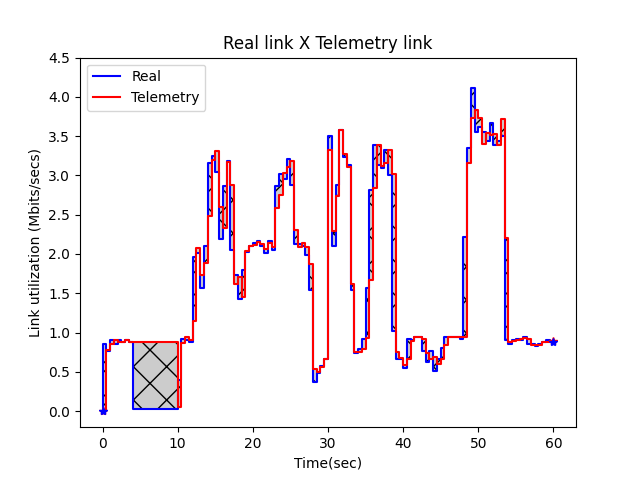 Real link X Telemetry link
Real
Telemetry
Link utilization (Mbits/secs)
4.5
4.0
3.5
3.0
2.5
2.0
1.5
1.0
0.5
0.0
0 10 20 30 40 50 60
Time(sec)